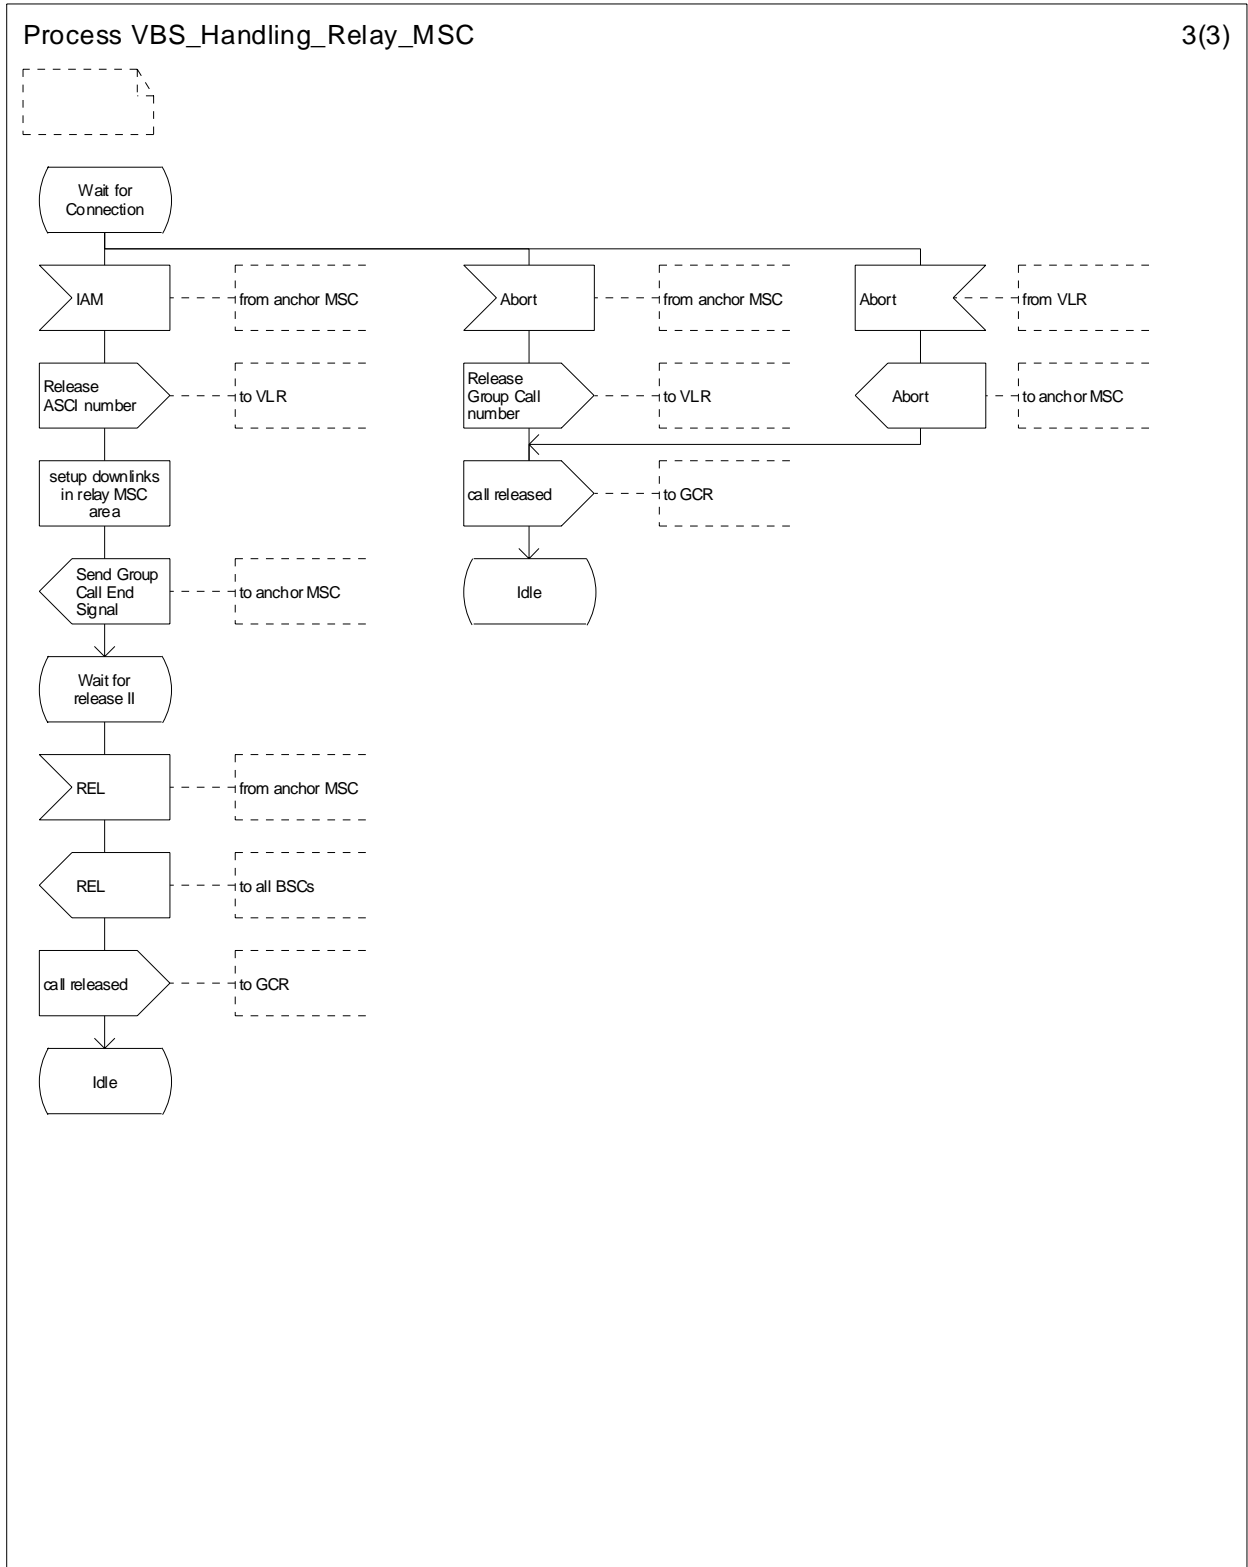 Process VBS_Handling_Relay_MSC
3(3)
Wait for
Connection
IAM
from anchor MSC
Abort
from anchor MSC
Abort
from VLR
Release
ASCI number
to VLR
Release
Group Call
number
to VLR
Abort
to anchor MSC
setup downlinks
in relay MSC
area
call released
to GCR
Send Group
Call End
Signal
to anchor MSC
Idle
Wait for
release II
REL
from anchor MSC
REL
to all BSCs
call released
to GCR
Idle